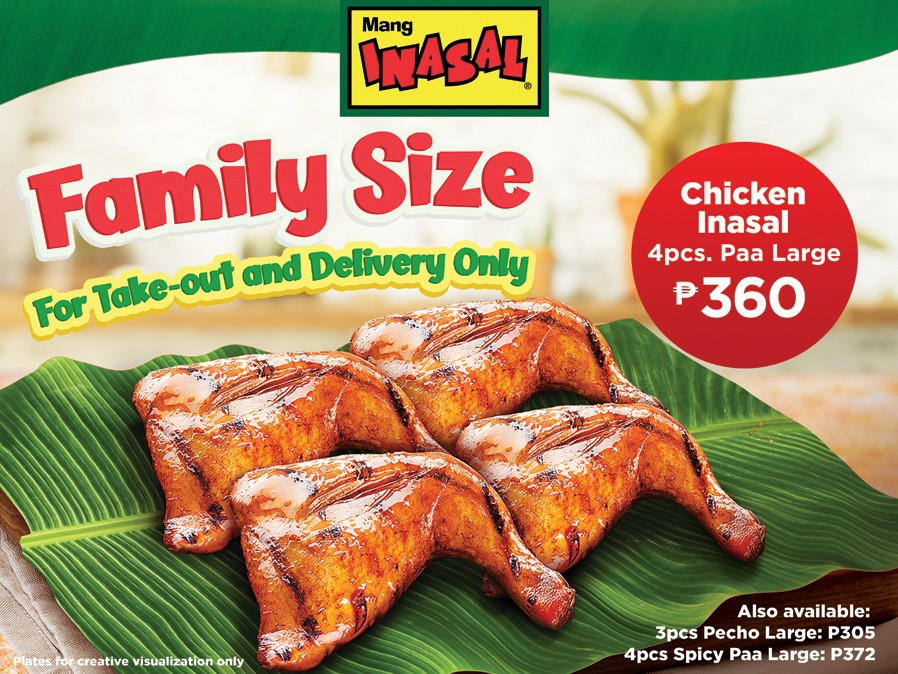 Mang
INASAL®
Family Size
For Take-out and Delivery Only
Chicken
Inasal
4pcs. Paa Large
₱360
Also available:
3pcs Pecho Large: P305
4pcs Spicy Paa Large: P372
Plates for creative visualization only